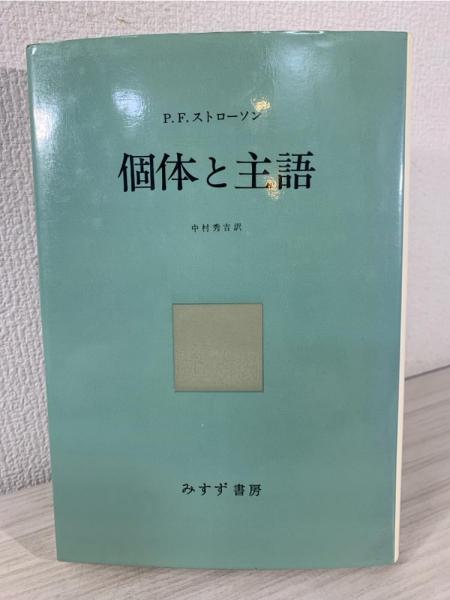 P.F.ストローソン
個体と主語
中村秀吉訳
みすず書房